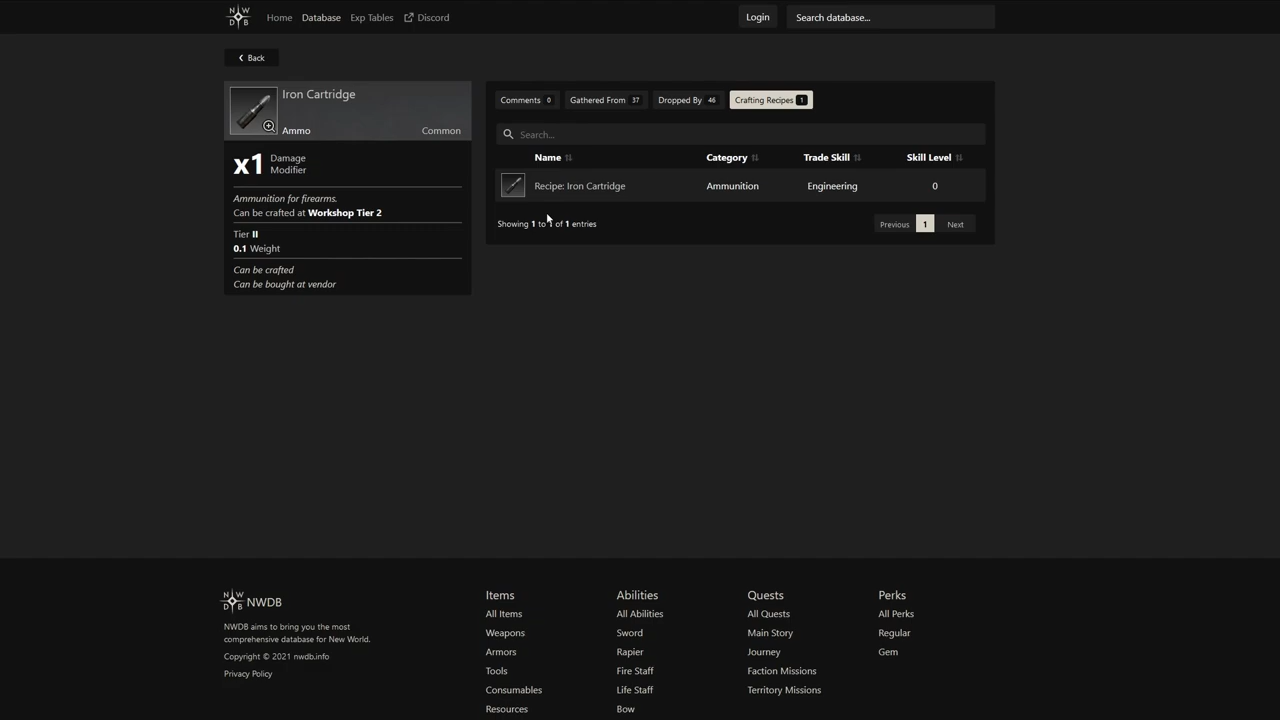 NWDB
Home
Database
Exp Tables
Discord
Login
Search database...
Back
Iron Cartridge
Ammo
Common
x1
Damage
Modifier
Ammunition for firearms.
Can be crafted at Workshop Tier 2
Tier II
0.1 Weight
Can be crafted
Can be bought at vendor
Comments 0
Gathered From 37
Dropped By 46
Crafting Recipes 1
Search...
Name
Category
Trade Skill
Skill Level
Recipe: Iron Cartridge
Ammunition
Engineering
0
Showing 1 to 1 of 1 entries
Previous
1
Next
NWDB
NWDB
NWDB aims to bring you the most
comprehensive database for New World.
Copyright © 2021 nwdb.info
Privacy Policy
Items
All Items
Weapons
Armors
Tools
Consumables
Resources
Abilities
All Abilities
Sword
Rapier
Fire Staff
Life Staff
Bow
Quests
All Quests
Main Story
Journey
Faction Missions
Territory Missions
Perks
All Perks
Regular
Gem